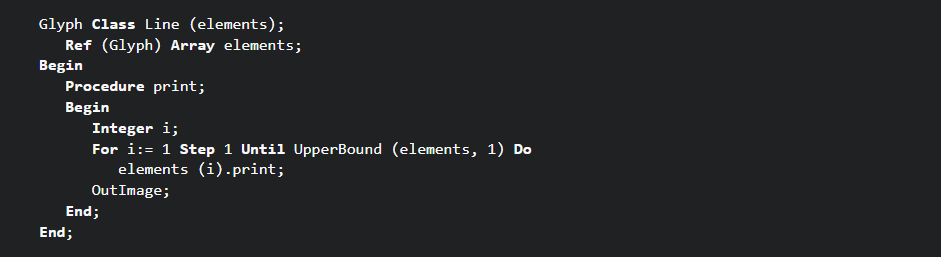 Glyph Class Line (elements);
Ref (Glyph) Array elements;
Begin
Procedure print;
Begin
Integer i;
For i:= 1 Step 1 Until UpperBound (elements, 1) Do
elements (i).print;
OutImage;
End;
End;